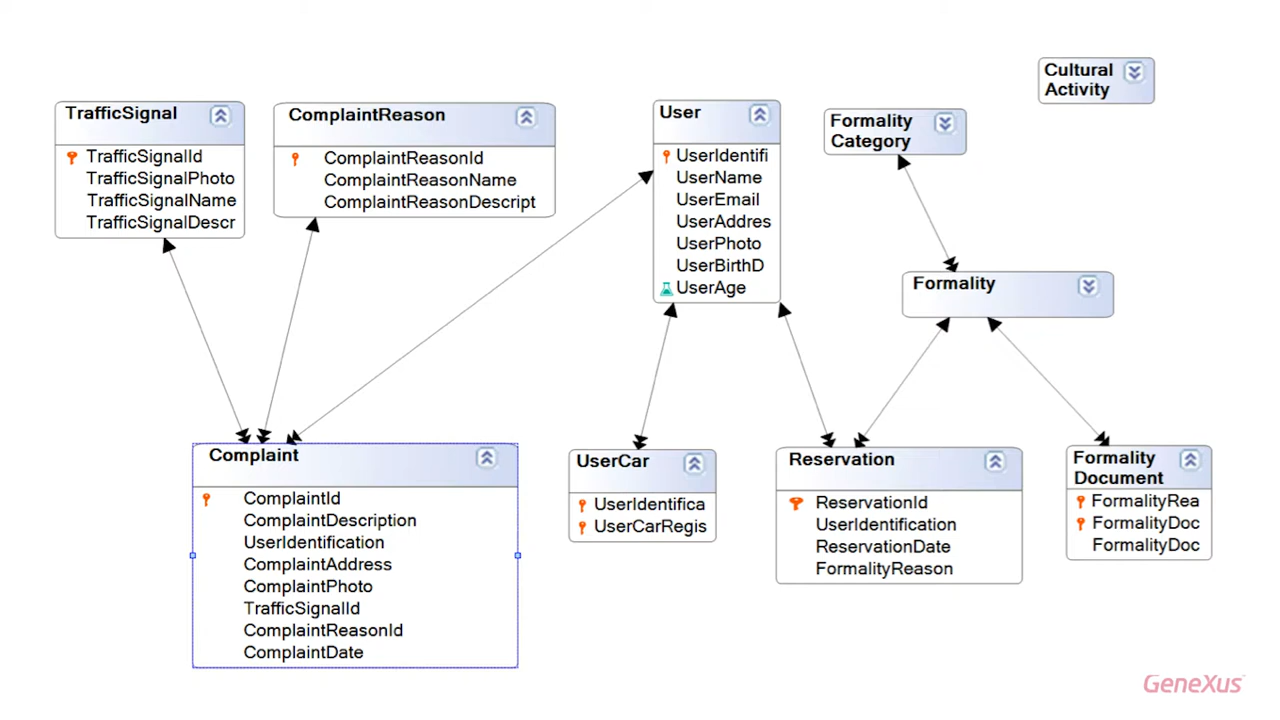 TrafficSignal
TrafficSignalId
TrafficSignalPhoto
TrafficSignalName
TrafficSignalDescr
ComplaintReason
ComplaintReasonId
ComplaintReasonName
ComplaintReasonDescript
User
UserIdentifi
UserName
UserEmail
UserAddres
UserPhoto
UserBirthD
UserAge
Formality
Category
Cultural
Activity
Formality
Complaint
ComplaintId
ComplaintDescription
UserIdentification
ComplaintAddress
ComplaintPhoto
TrafficSignalId
ComplaintReasonId
ComplaintDate
UserCar
UserIdentifica
UserCarRegis
Reservation
ReservationId
UserIdentification
ReservationDate
FormalityReason
Formality
Document
FormalityRea
FormalityDoc
FormalityDoc
GeneXus